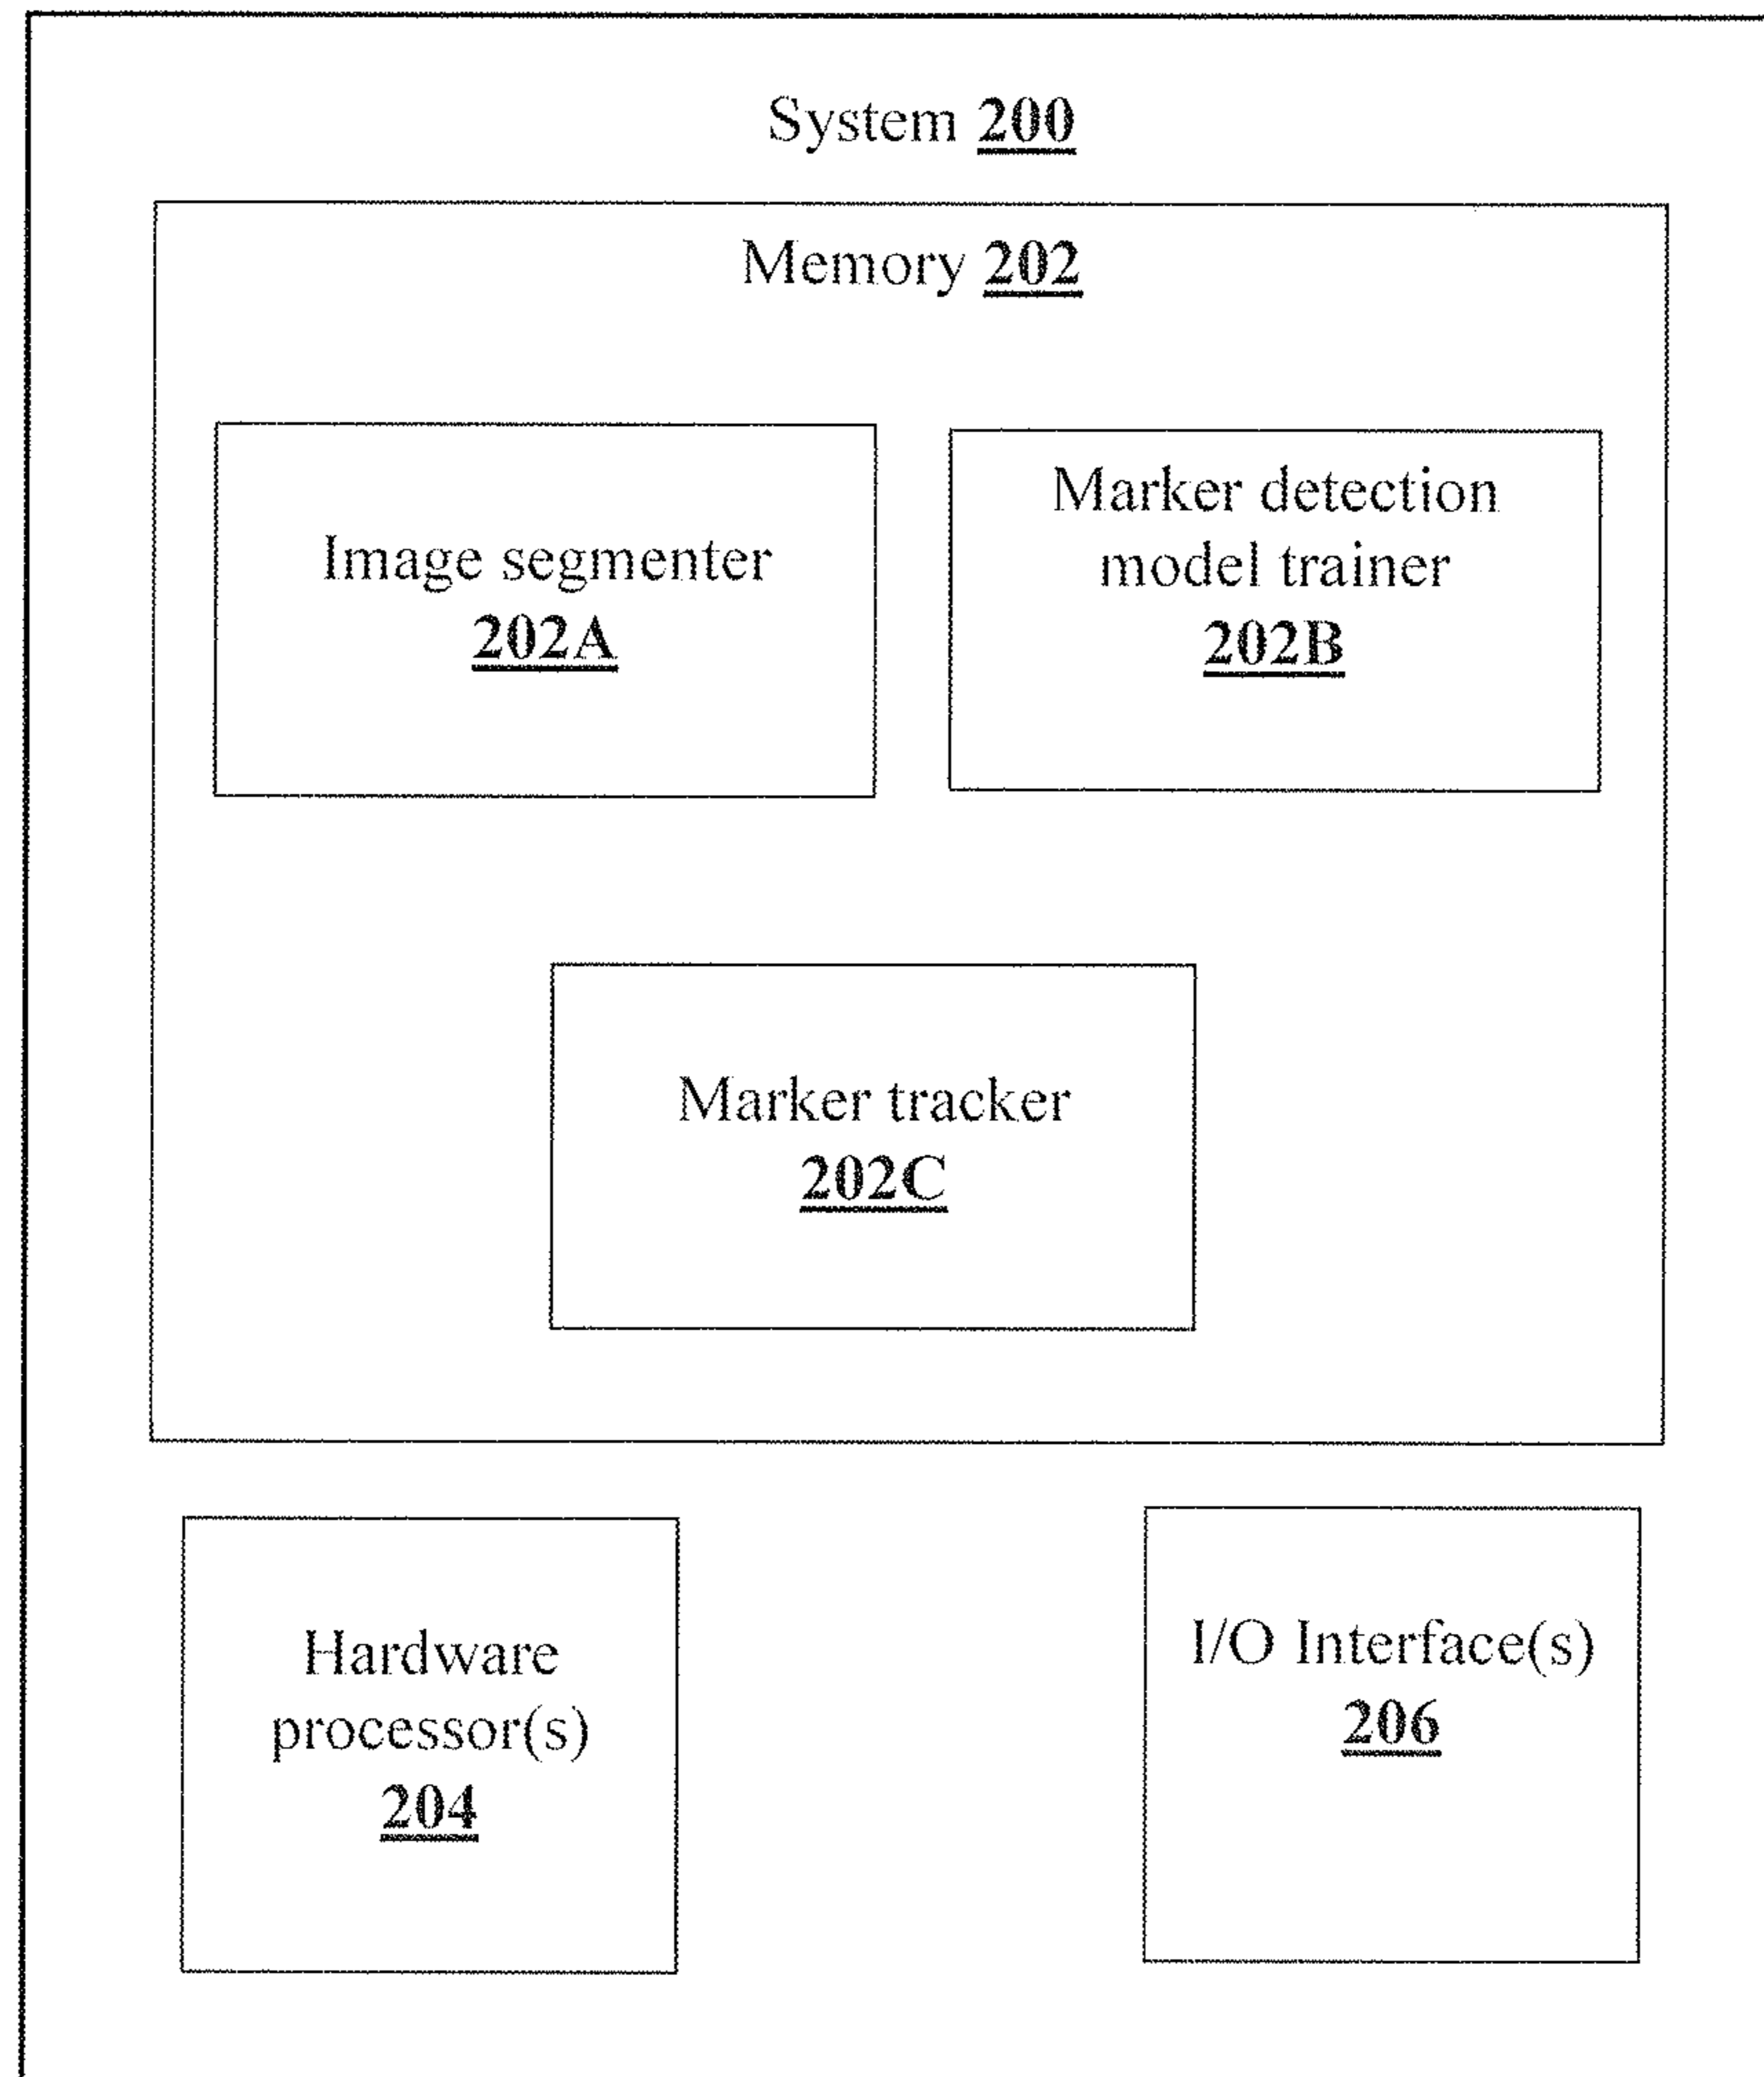 System 200
Memory 202
Image segmenter
202A
Marker detection
model trainer
202B
Marker tracker
202C
Hardware
processor(s)
204
I/O Interface(s)
206